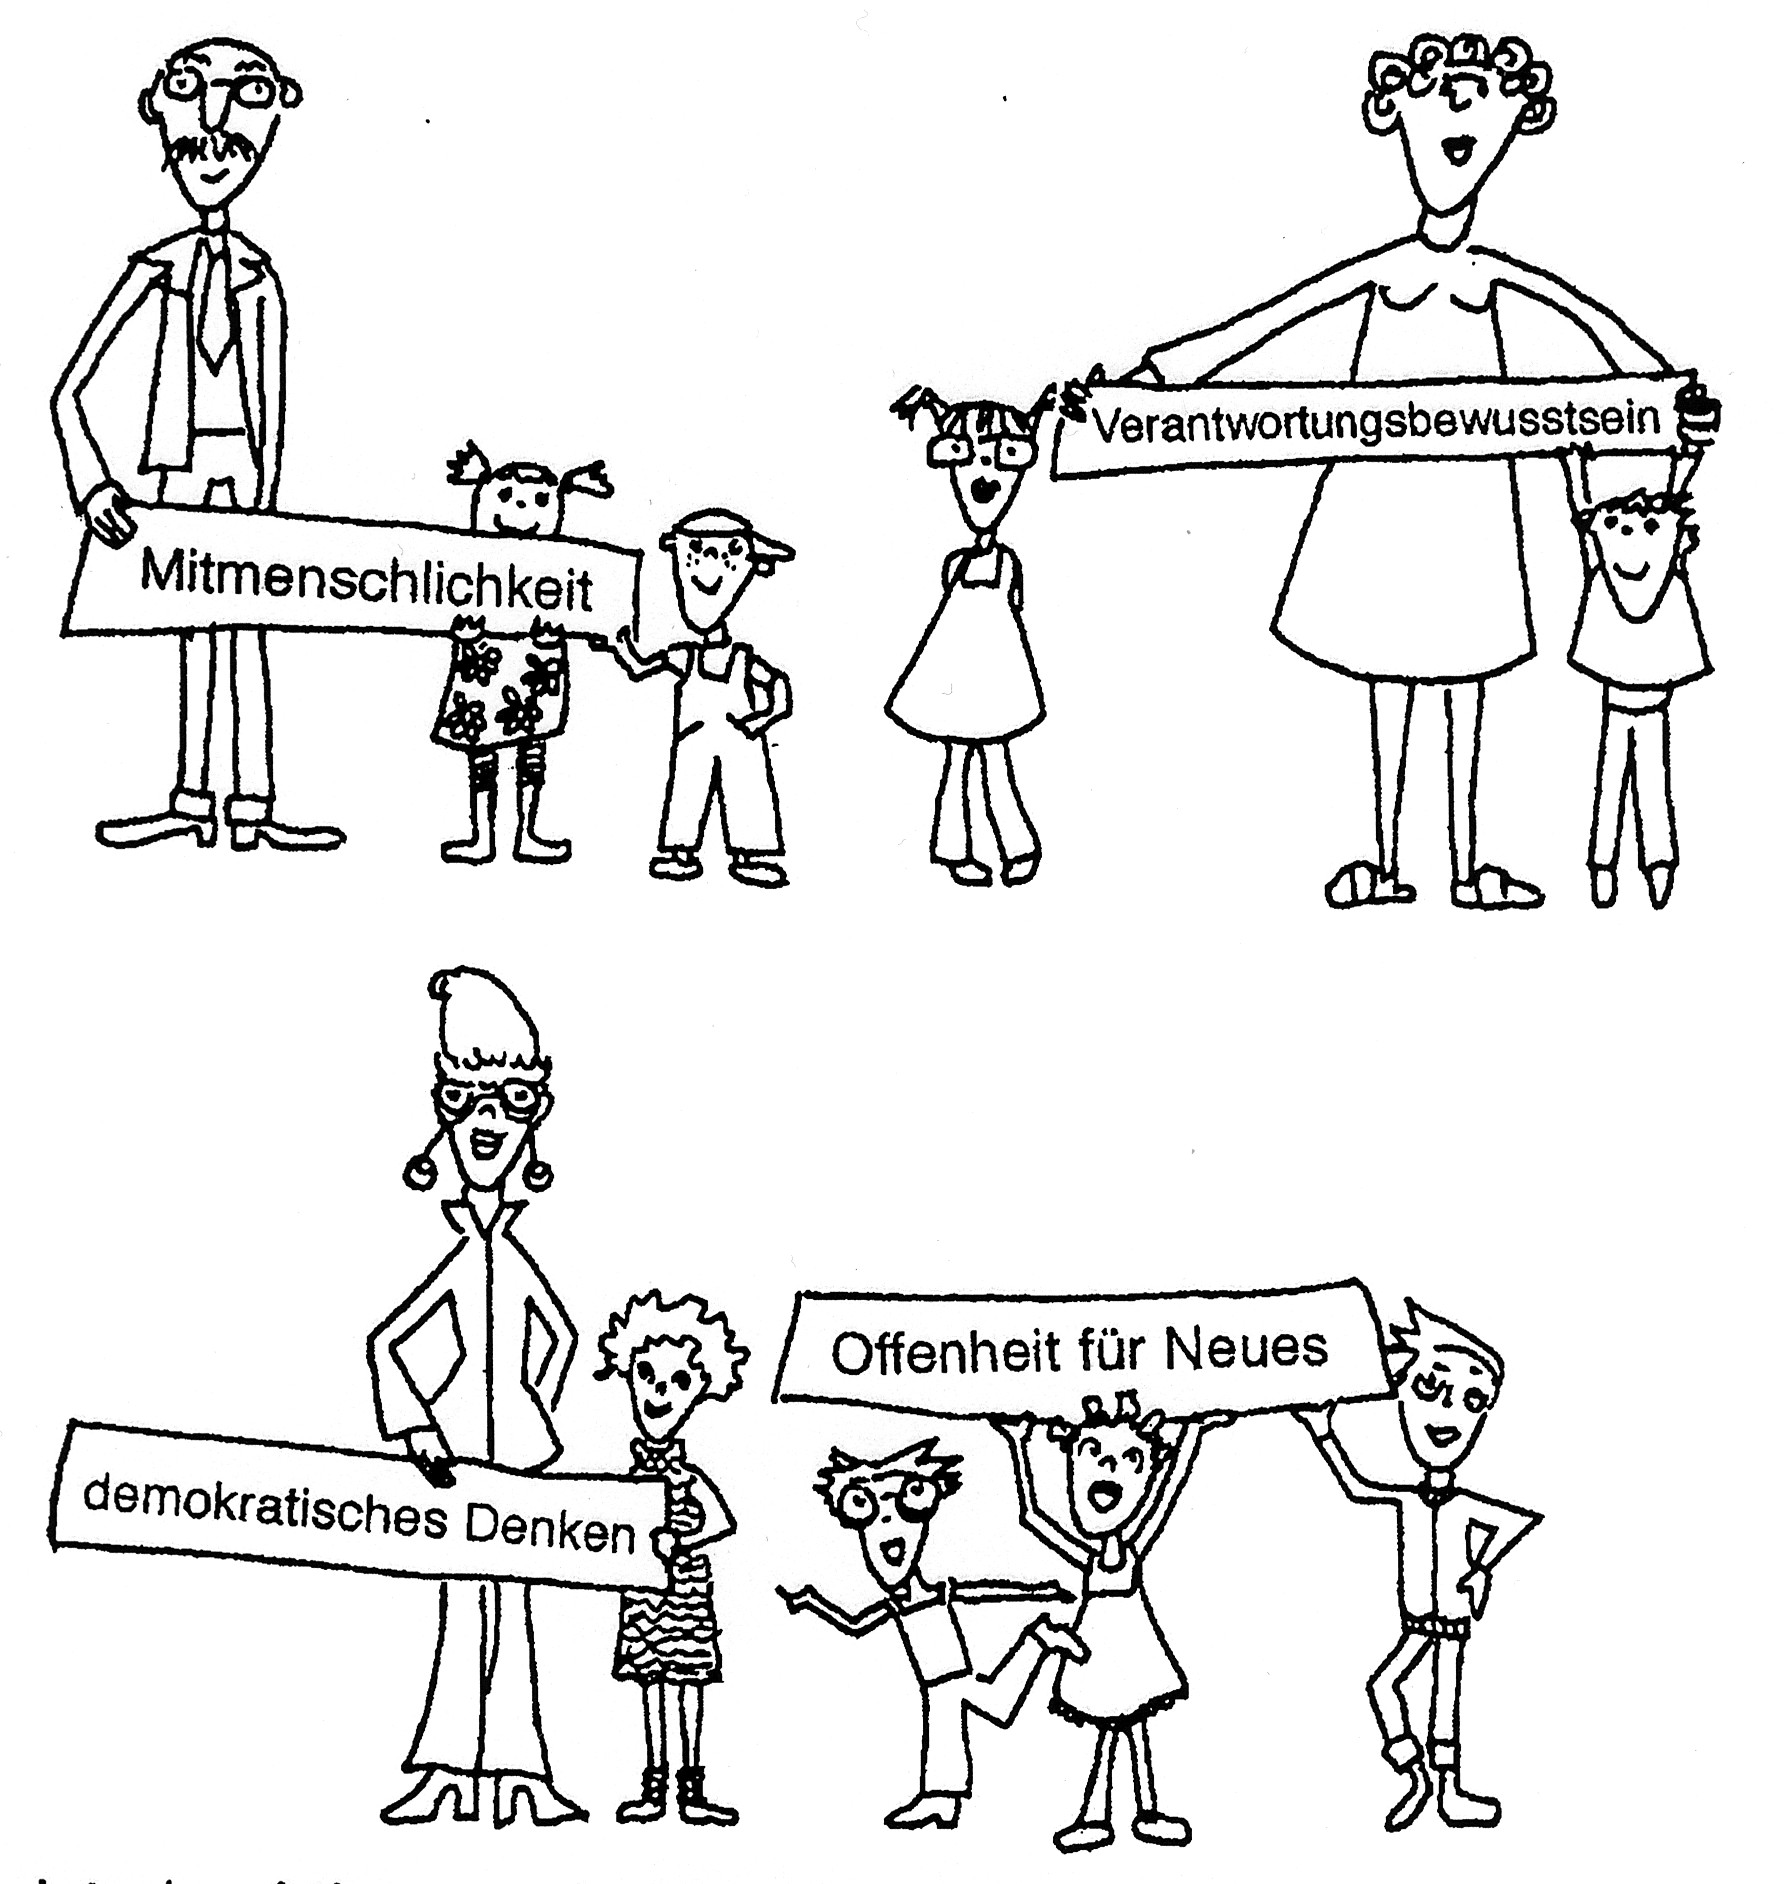 Mitmenschlichkeit
Verantwortungsbewusstsein
demokratisches Denken
Offenheit für Neues